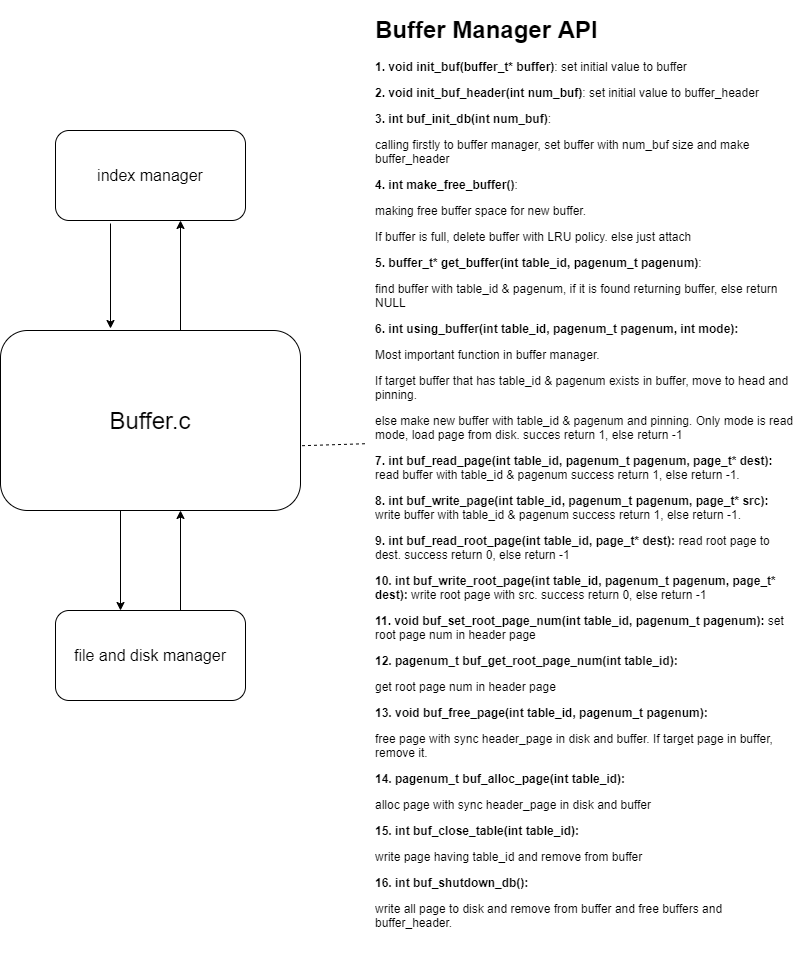 Buffer Manager API
1. void init_buf(buffer_t* buffer): set initial value to buffer
2. void init_buf_header(int num_buf): set initial value to buffer_header
3. int buf_init_db(int num_buf):
calling firstly to buffer manager, set buffer with num_buf size and make
buffer_header
4. int make_free_buffer():
making free buffer space for new buffer.
If buffer is full, delete buffer with LRU policy. else just attach
5. buffer_t* get_buffer(int table_id, pagenum_t pagenum):
find buffer with table_id & pagenum, if it is found returning buffer, else return
NULL
6. int using_buffer(int table_id, pagenum_t pagenum, int mode):
Most important function in buffer manager.
If target buffer that has table_id & pagenum exists in buffer, move to head and
pinning.
else make new buffer with table_id & pagenum and pinning. Only mode is read
mode, load page from disk. succes return 1, else return -1
7. int buf_read_page(int table_id, pagenum_t pagenum, page_t* dest):
read buffer with table_id & pagenum success return 1, else return -1.
8. int buf_write_page(int table_id, pagenum_t pagenum, page_t* src):
write buffer with table_id & pagenum success return 1, else return -1.
9. int buf_read_root_page(int table_id, page_t* dest): read root page to
dest. success return 0, else return -1
10. int buf_write_root_page(int table_id, pagenum_t pagenum, page_t*
dest): write root page with src. success return 0, else return -1
11. void buf_set_root_page_num(int table_id, pagenum_t pagenum): set
root page num in header page
12. pagenum_t buf_get_root_page_num(int table_id):
get root page num in header page
13. void buf_free_page(int table_id, pagenum_t pagenum):
free page with sync header_page in disk and buffer. If target page in buffer,
remove it.
14. pagenum_t buf_alloc_page(int table_id):
alloc page with sync header_page in disk and buffer
15. int buf_close_table(int table_id):
write page having table_id and remove from buffer
16. int buf_shutdown_db():
write all page to disk and remove from buffer and free buffers and
buffer_header.
index manager
Buffer.c
file and disk manager